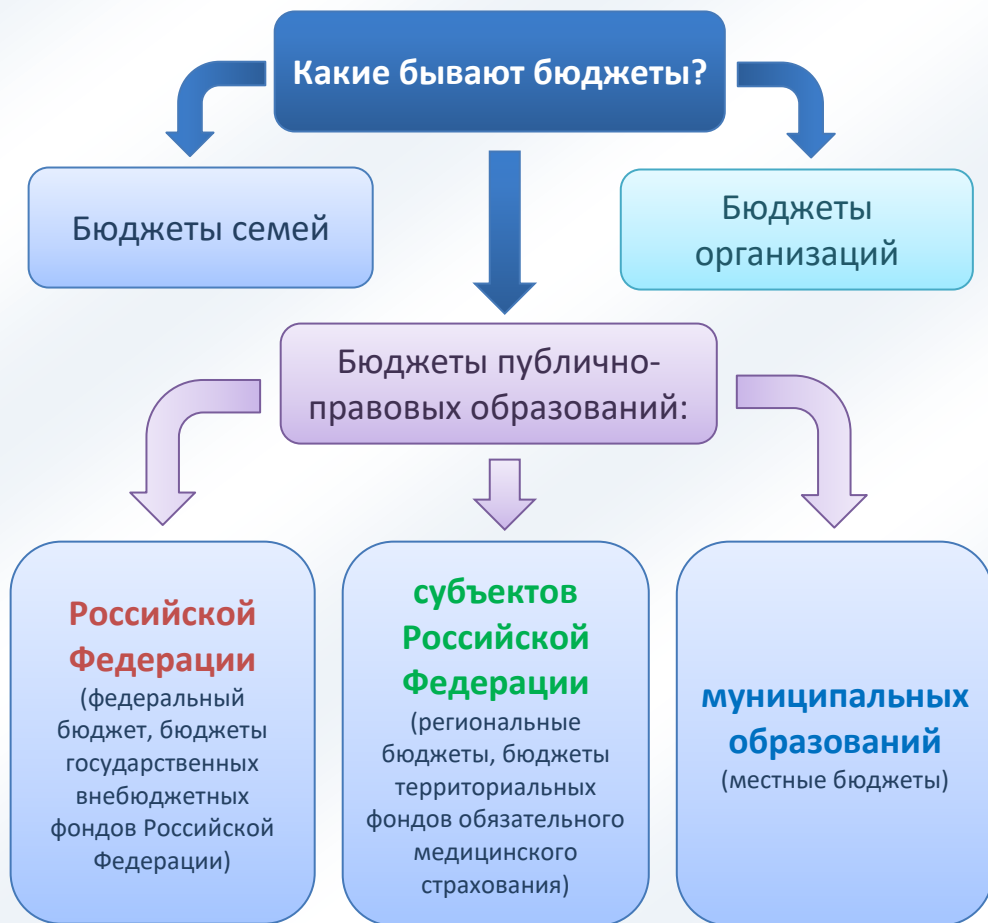 Какие бывают бюджеты?
Бюджеты семей
Бюджеты
организаций
Бюджеты публично-
правовых образований:
Российской
Федерации
(федеральный
бюджет, бюджеты
государственных
внебюджетных
фондов Российской
Федерации)
субъектов
Российской
Федерации
(региональные
бюджеты, бюджеты
территориальных
фондов обязательного
медицинского
страхования)
муниципальных
образований
(местные бюджеты)